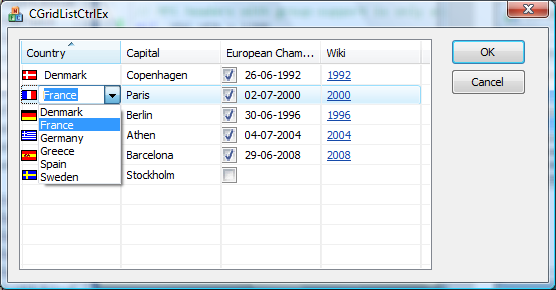 CGridListCtrlEx
Country Capital European Cham... Wiki
Denmark Copenhagen 26-06-1992 1992
France Paris 02-07-2000 2000
Berlin 30-06-1996 1996
Athen 04-07-2004 2004
Barcelona 29-06-2008 2008
Stockholm
Denmark
France
Germany
Greece
Spain
Sweden
OK
Cancel